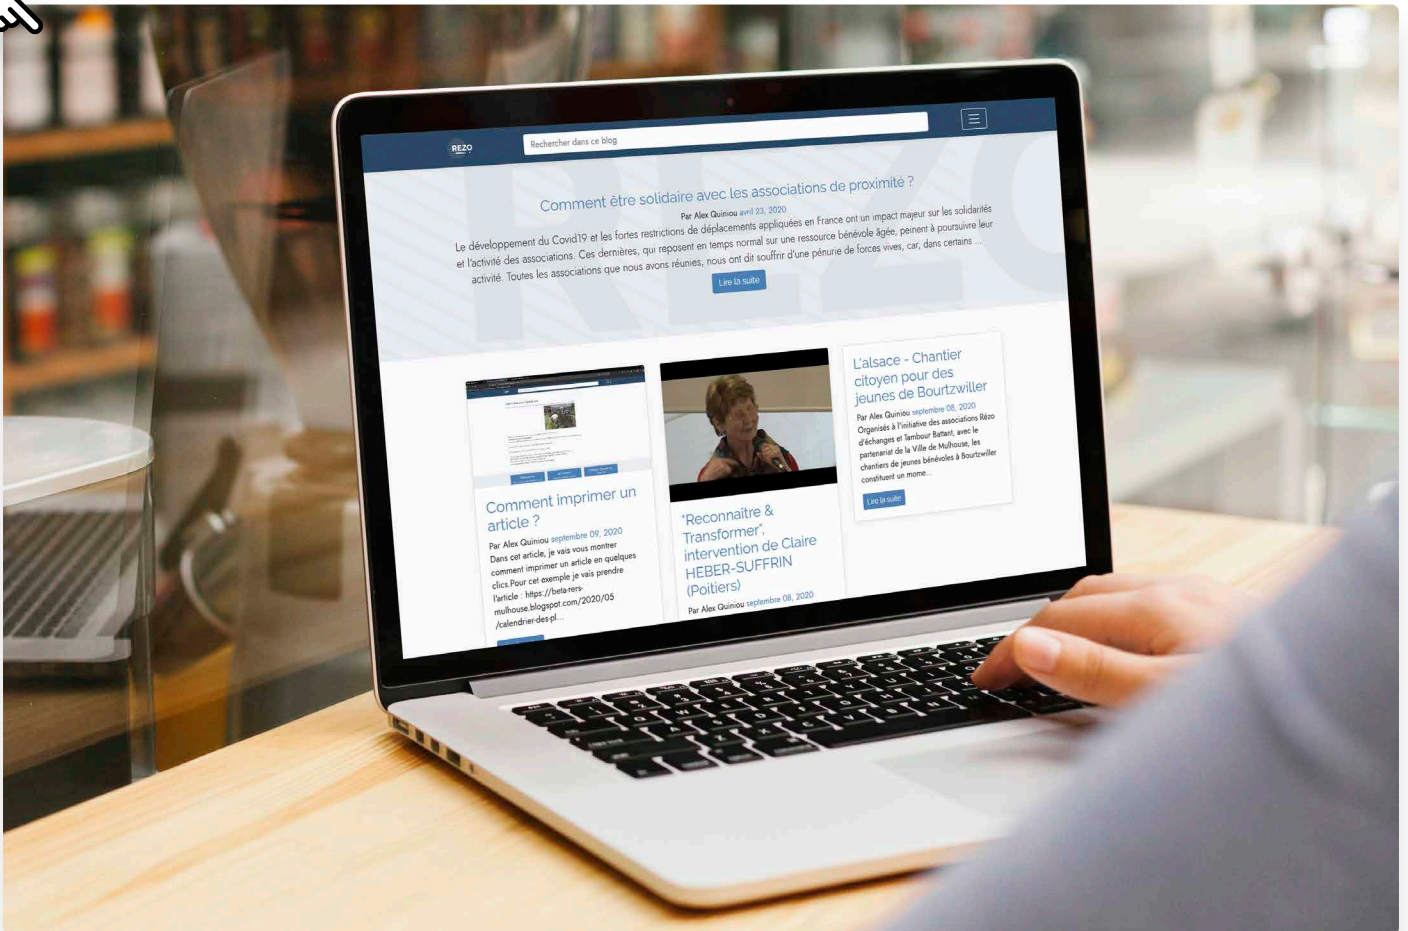 REZO
Rechercher dans ce blog
Comment être solidaire avec les associations de proximité ?
Par Alex Quiniou avril 23, 2020
Le développement du Covid19 et les fortes restrictions de déplacements appliquées en France ont un impact majeur sur les solidarités
et l'activité des associations. Ces dernières, qui reposent en temps normal sur une ressource bénévole âgée, peinent à poursuivre leur
activité. Toutes les associations que nous avons réunies, nous ont dit souffrir d'une pénurie de forces vives, car, dans certains ...
Lire la suite
REZO
Comment imprimer un
article ?
Par Alex Quiniou septembre 09, 2020
Dans cet article, je vais vous montrer
comment imprimer un article en quelques
clics.Pour cet exemple je vais prendre
l'article : https://beta-rers-
mulhouse.blogspot.com/2020/05
/calendrier-des-pl...
"Reconnaître &
Transformer",
intervention de Claire
HEBER-SUFFRIN
(Poitiers)
Par Alex Quiniou septembre 08, 2020
L'alsace - Chantier
citoyen pour des
jeunes de Bourtzwiller
Par Alex Quiniou septembre 08, 2020
Organisés à l'initiative des associations Rézo
d'échanges et Tambour Battant, avec le
partenariat de la Ville de Mulhouse, les
chantiers de jeunes bénévoles à Bourtzwiller
constituent un mome...
Lire la suite